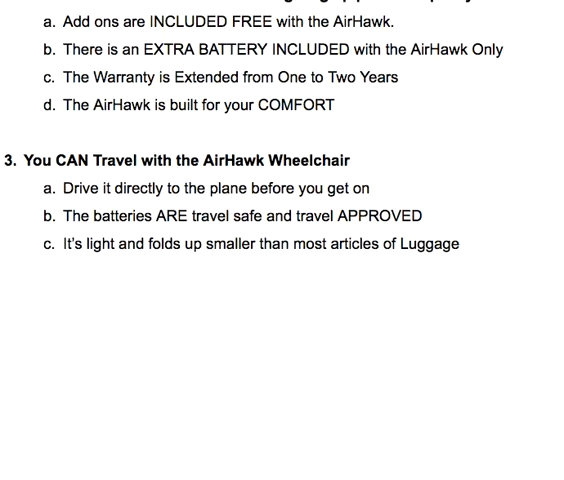 a. Add ons are INCLUDED FREE with the AirHawk.
b. There is an EXTRA BATTERY INCLUDED with the AirHawk Only
c. The Warranty is Extended from One to Two Years
d. The AirHawk is built for your COMFORT
3. You CAN Travel with the AirHawk Wheelchair
a. Drive it directly to the plane before you get on
b. The batteries ARE travel safe and travel APPROVED
c. It's light and folds up smaller than most articles of Luggage